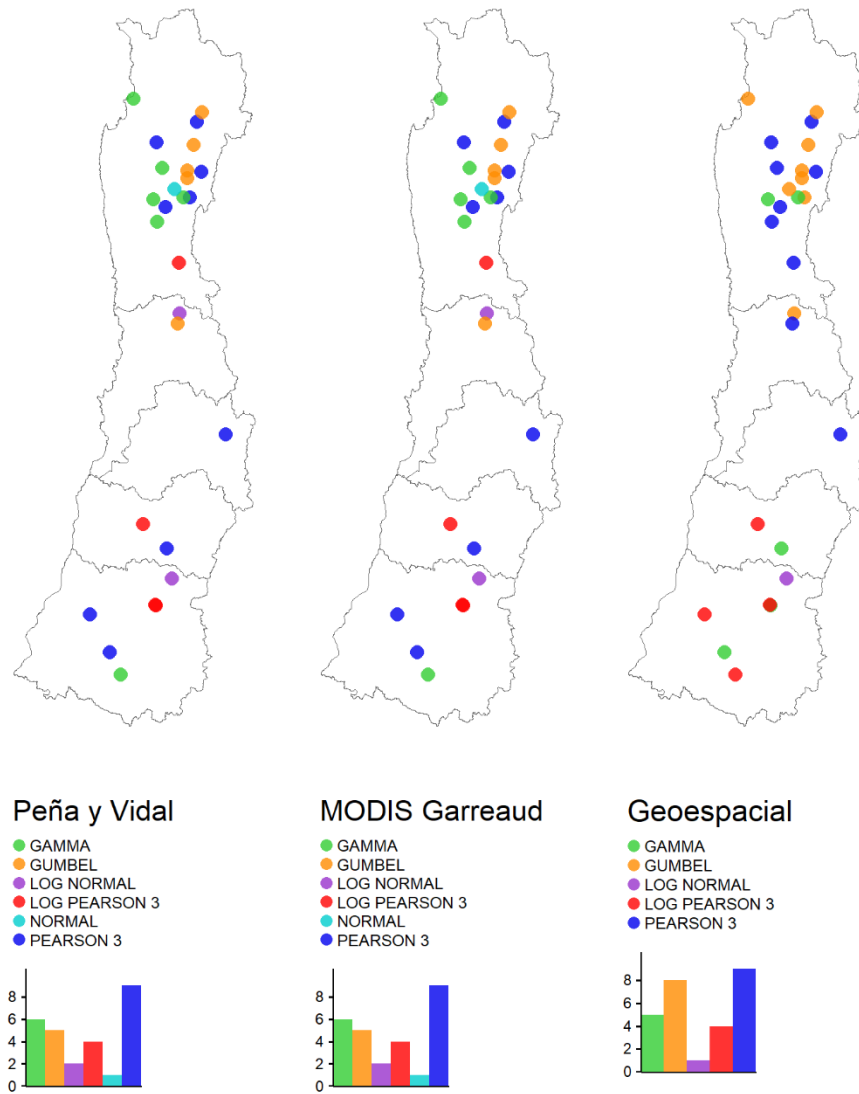 Peña y Vidal
GAMMA
GUMBEL
LOG NORMAL
LOG PEARSON 3
NORMAL
PEARSON 3
8
6
4
2
0
MODIS Garreaud
GAMMA
GUMBEL
LOG NORMAL
LOG PEARSON 3
NORMAL
PEARSON 3
8
6
4
2
0
Geoespacial
GAMMA
GUMBEL
LOG NORMAL
LOG PEARSON 3
PEARSON 3
8
6
4
2
0